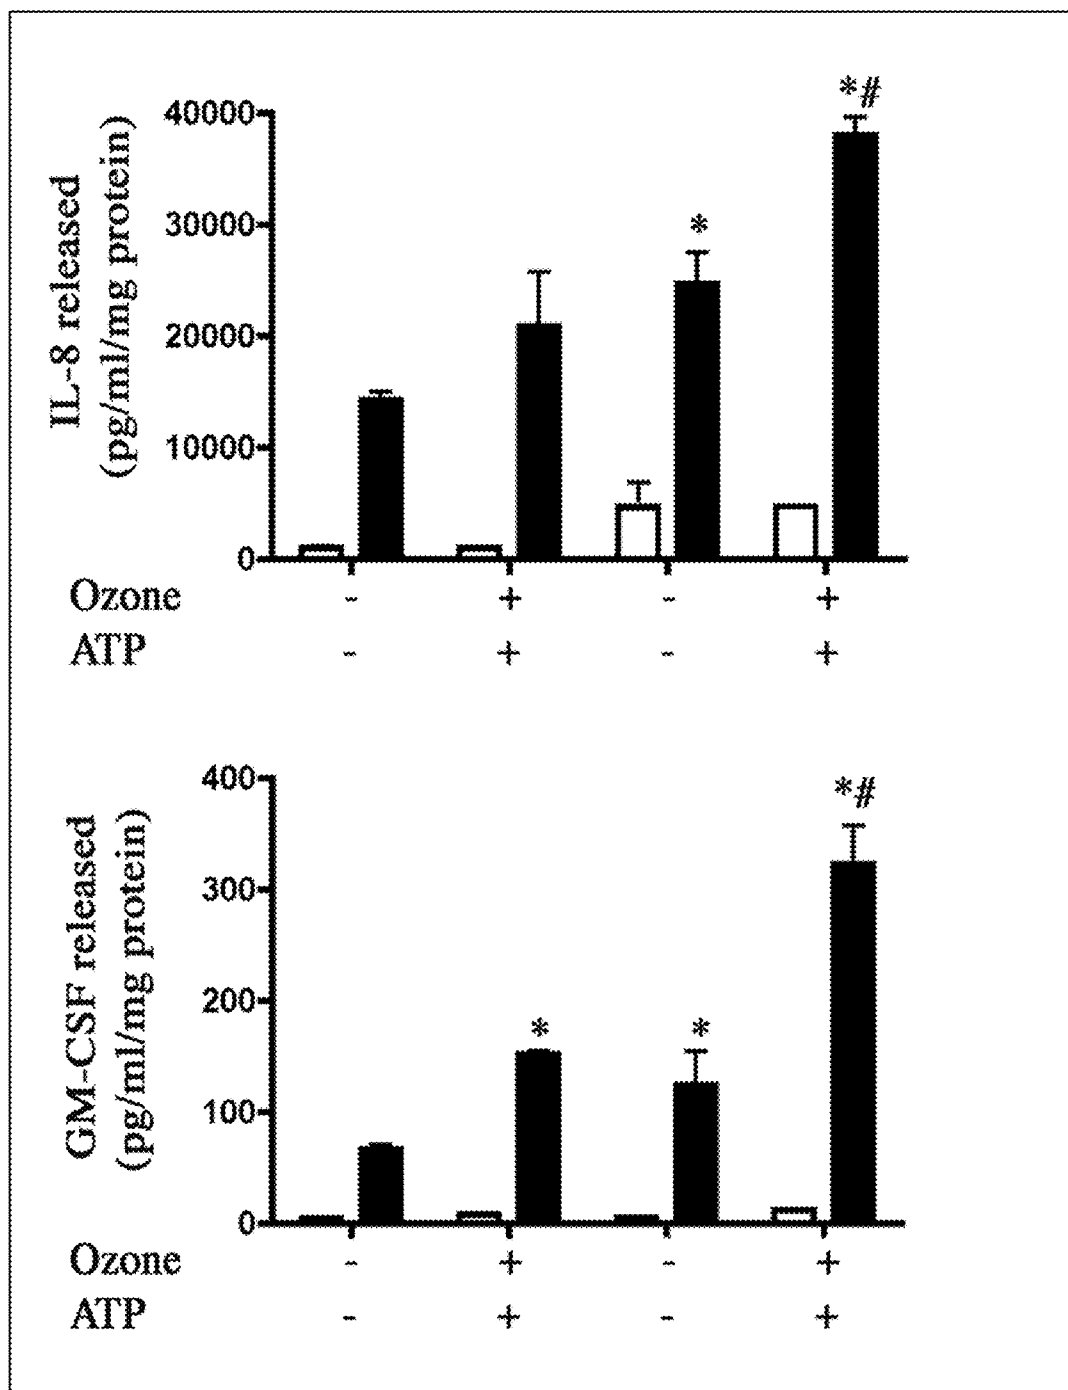 *#
40000
30000
*
20000
10000
0
IL-8 released
(pg/ml/mg protein)
Ozone - + - +
ATP - + - +
400
*#
300
200
* *
100
0
GM-CSF released
(pg/ml/mg protein)
Ozone - + - +
ATP - + - +